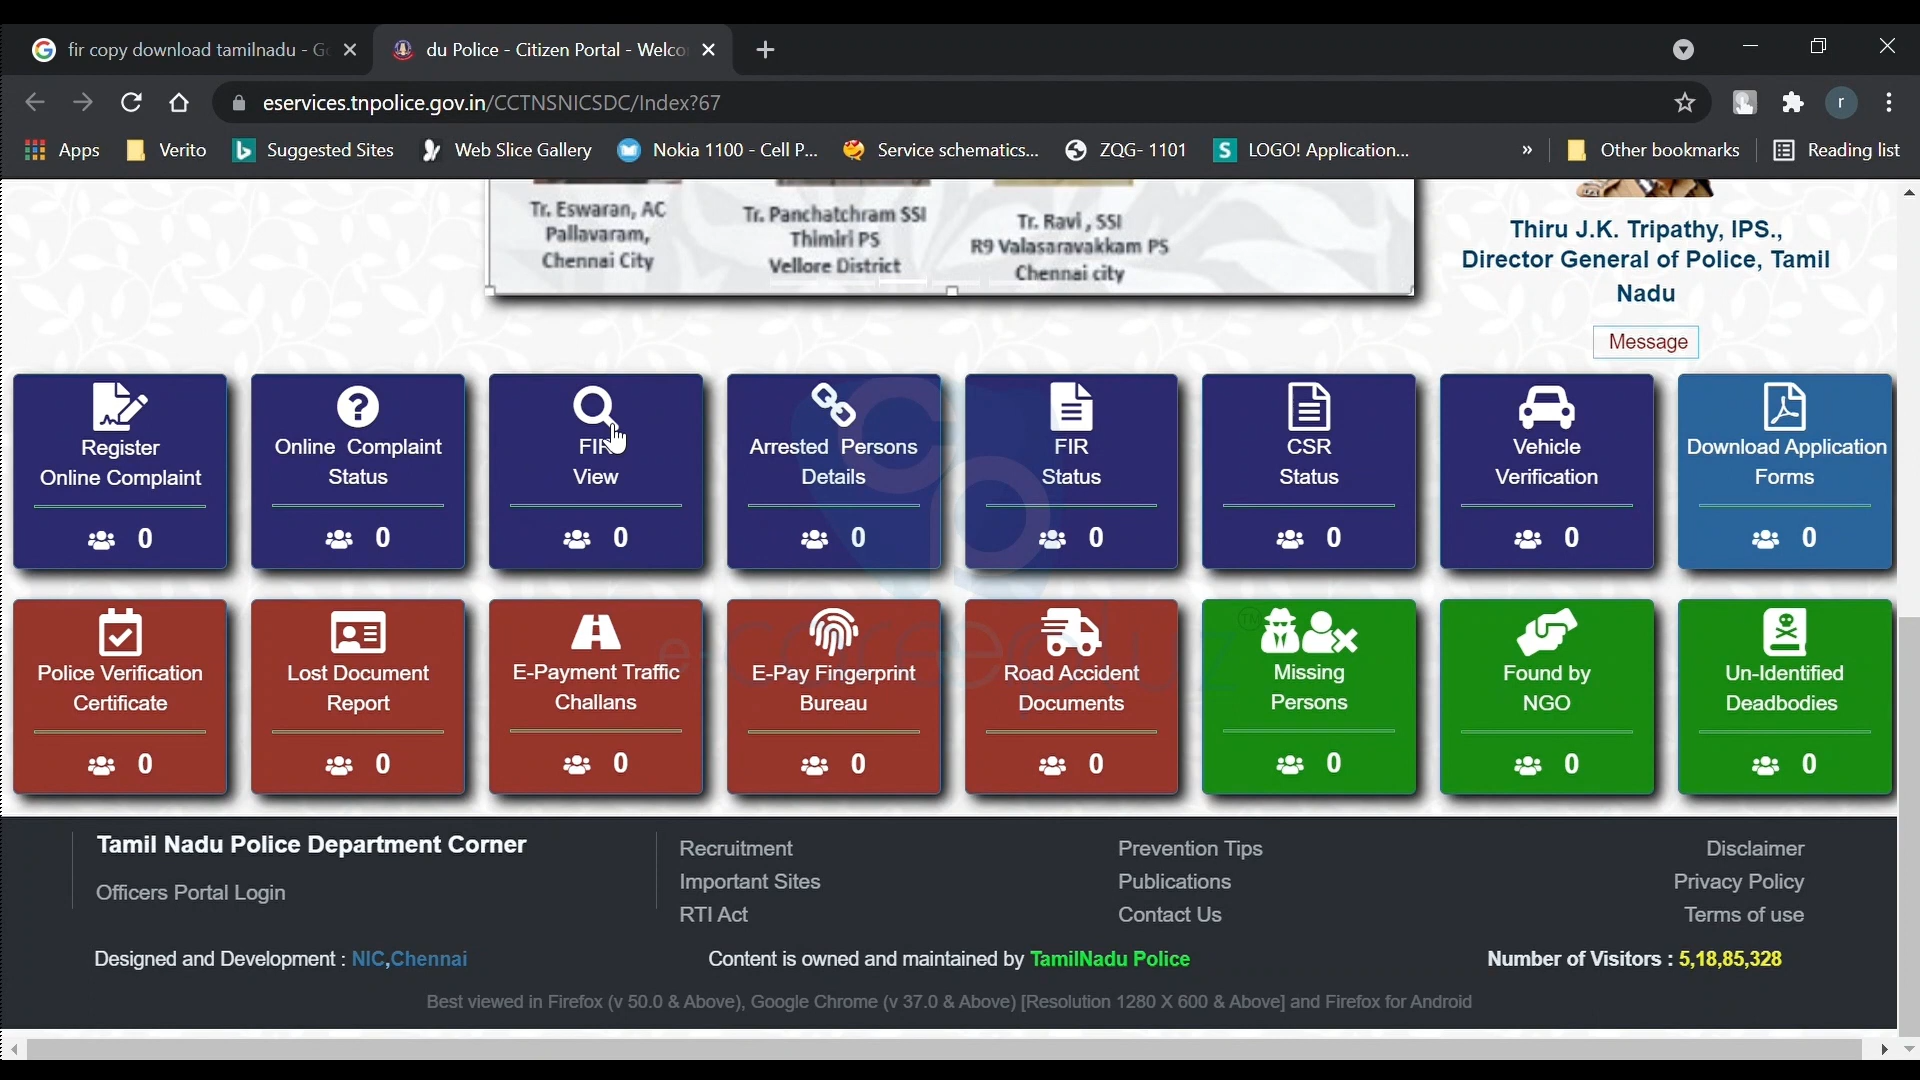 fir copy download tamilnadu - G
du Police - Citizen Portal - Welco
eservices.tnpolice.gov.in/CCTNSNICSDC/Index?67
r
Apps
Verito
Suggested Sites
Web Slice Gallery
Nokia 1100 - Cell P...
Service schematics...
ZQG- 1101
LOGO! Application...
»
Other bookmarks
Reading list
Tr. Eswaran, AC
Pallavaram,
Chennai City
Tr. Panchatchram SSI
Thimiri PS
Vellore District
Tr. Ravi , SSI
R9 Valasaravakkam PS
Chennai city
Thiru J.K. Tripathy, IPS.,
Director General of Police, Tamil
Nadu
Message
Register
Online Complaint
0
Online Complaint
Status
0
FIR
View
0
Arrested Persons
Details
0
FIR
Status
0
CSR
Status
0
Vehicle
Verification
0
Download Application
Forms
0
Police Verification
Certificate
0
Lost Document
Report
0
E-Payment Traffic
Challans
0
E-Pay Fingerprint
Bureau
0
Road Accident
Documents
0
Missing
Persons
0
Found by
NGO
0
Un-Identified
Deadbodies
0
Tamil Nadu Police Department Corner
Officers Portal Login
Recruitment
Important Sites
RTI Act
Prevention Tips
Publications
Contact Us
Disclaimer
Privacy Policy
Terms of use
Designed and Development : NIC,Chennai
Content is owned and maintained by TamilNadu Police
Number of Visitors : 5,18,85,328
Best viewed in Firefox (v 50.0 & Above), Google Chrome (v 37.0 & Above) [Resolution 1280 X 600 & Above] and Firefox for Android